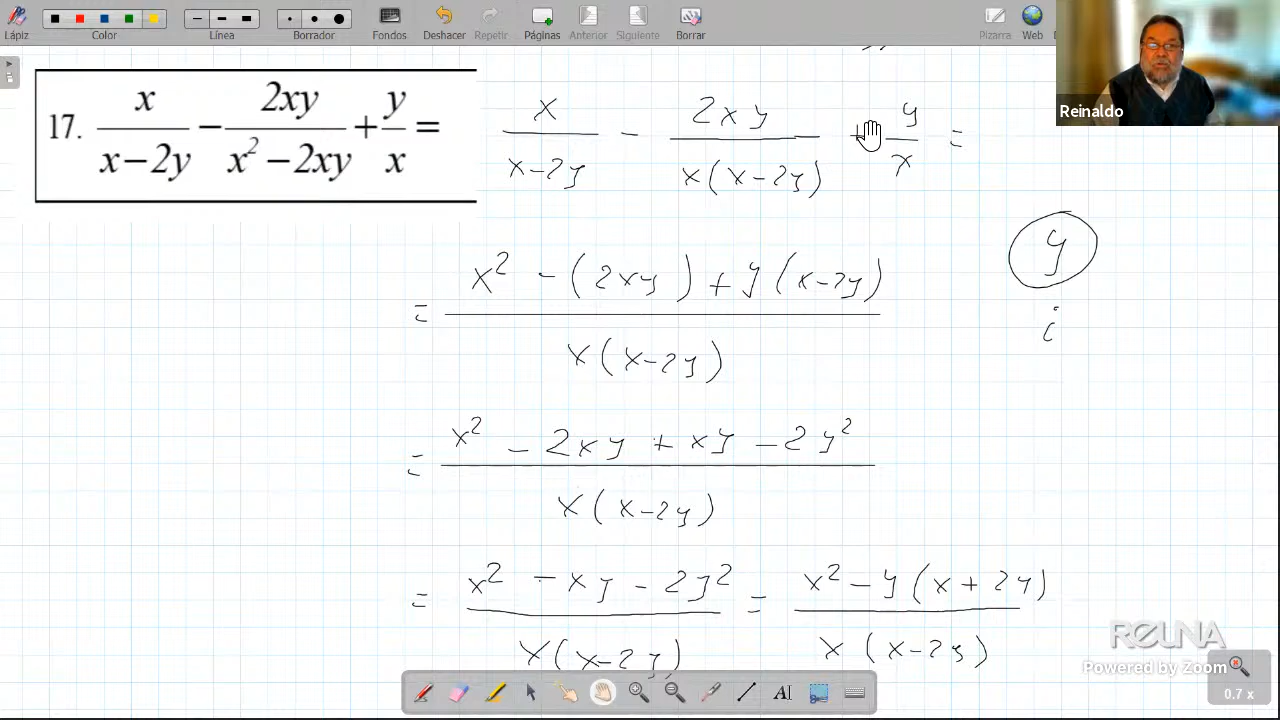 Lápiz Color Línea Borrador Fondos Deshacer Repetir Páginas Anterior Siguiente Borrar Pizarra Web
Reinaldo
17. x/(x−2y) − 2xy/(x² −2xy) + y/x =
x/(x-2y) - 2xy/(x(x-2y)) + y/x =
y
i
= (x² - (2xy) + y(x-2y))/(x(x-2y))
= (x² - 2xy + xy - 2y²)/(x(x-2y))
= (x² - xy - 2y²)/(x(x-2y)) = (x² - y(x+2y))/(x(x-2y))
REUNA
Powered by Zoom
AI
0.7 x